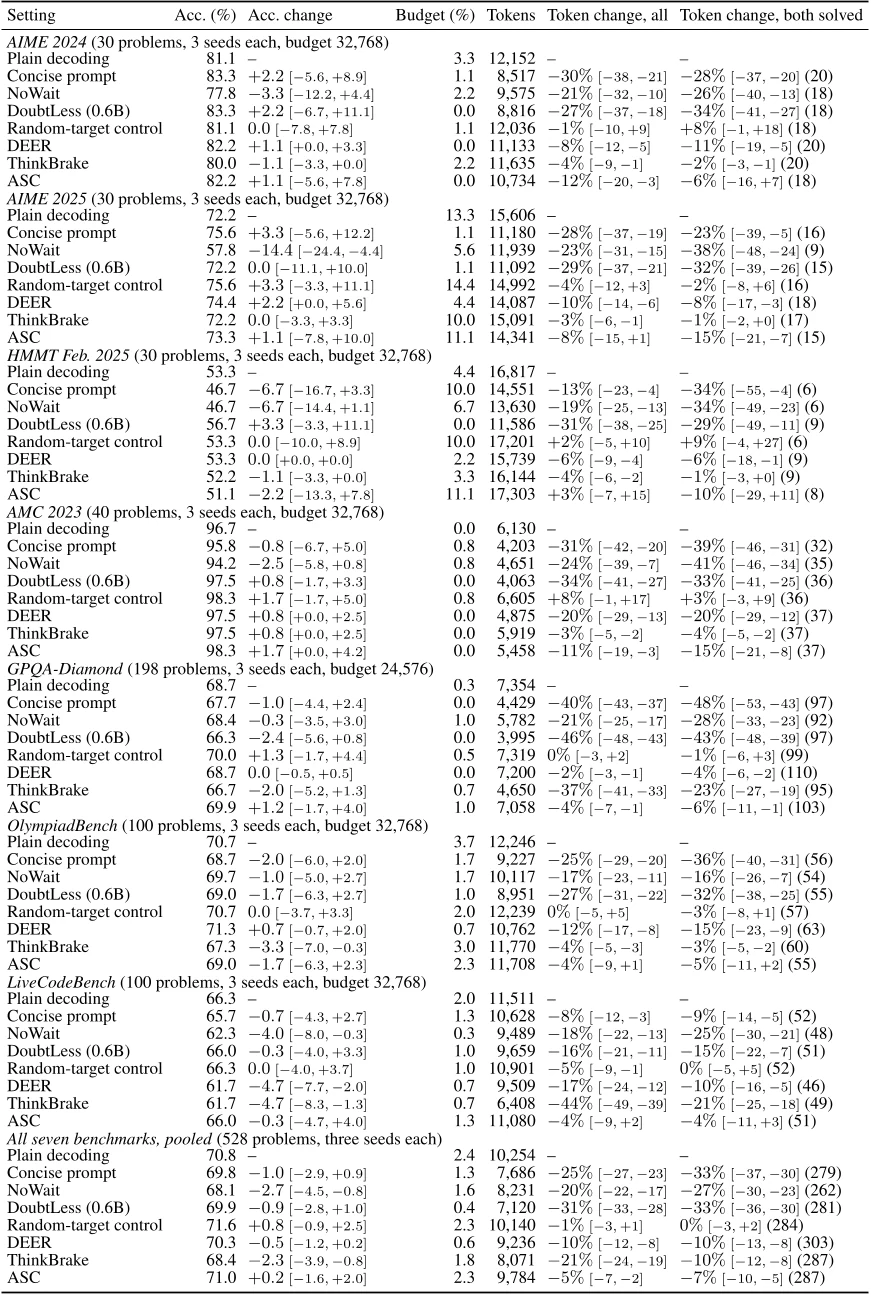 Setting Acc. (%) Acc. change Budget (%) Tokens Token change, all Token change, both solved
AIME 2024 (30 problems, 3 seeds each, budget 32,768)
Plain decoding 81.1 – 3.3 12,152 – –
Concise prompt 83.3 +2.2 [−5.6, +8.9] 1.1 8,517 −30% [−38, −21] −28% [−37, −20] (20)
NoWait 77.8 −3.3 [−12.2, +4.4] 2.2 9,575 −21% [−32, −10] −26% [−40, −13] (18)
DoubtLess (0.6B) 83.3 +2.2 [−6.7, +11.1] 0.0 8,816 −27% [−37, −18] −34% [−41, −27] (18)
Random-target control 81.1 0.0 [−7.8, +7.8] 1.1 12,036 −1% [−10, +9] +8% [−1, +18] (18)
DEER 82.2 +1.1 [+0.0, +3.3] 0.0 11,133 −8% [−12, −5] −11% [−19, −5] (20)
ThinkBrake 80.0 −1.1 [−3.3, +0.0] 2.2 11,635 −4% [−9, −1] −2% [−3, −1] (20)
ASC 82.2 +1.1 [−5.6, +7.8] 0.0 10,734 −12% [−20, −3] −6% [−16, +7] (18)
AIME 2025 (30 problems, 3 seeds each, budget 32,768)
Plain decoding 72.2 – 13.3 15,606 – –
Concise prompt 75.6 +3.3 [−5.6, +12.2] 1.1 11,180 −28% [−37, −19] −23% [−39, −5] (16)
NoWait 57.8 −14.4 [−24.4, −4.4] 5.6 11,939 −23% [−31, −15] −38% [−48, −24] (9)
DoubtLess (0.6B) 72.2 0.0 [−11.1, +10.0] 1.1 11,092 −29% [−37, −21] −32% [−39, −26] (15)
Random-target control 75.6 +3.3 [−3.3, +11.1] 14.4 14,992 −4% [−12, +3] −2% [−8, +6] (16)
DEER 74.4 +2.2 [+0.0, +5.6] 4.4 14,087 −10% [−14, −6] −8% [−17, −3] (18)
ThinkBrake 72.2 0.0 [−3.3, +3.3] 10.0 15,091 −3% [−6, −1] −1% [−2, +0] (17)
ASC 73.3 +1.1 [−7.8, +10.0] 11.1 14,341 −8% [−15, +1] −15% [−21, −7] (15)
HMMT Feb. 2025 (30 problems, 3 seeds each, budget 32,768)
Plain decoding 53.3 – 4.4 16,817 – –
Concise prompt 46.7 −6.7 [−16.7, +3.3] 10.0 14,551 −13% [−23, −4] −34% [−55, −4] (6)
NoWait 46.7 −6.7 [−14.4, +1.1] 6.7 13,630 −19% [−25, −13] −34% [−49, −23] (6)
DoubtLess (0.6B) 56.7 +3.3 [−3.3, +11.1] 0.0 11,586 −31% [−38, −25] −29% [−49, −11] (9)
Random-target control 53.3 0.0 [−10.0, +8.9] 10.0 17,201 +2% [−5, +10] +9% [−4, +27] (6)
DEER 53.3 0.0 [+0.0, +0.0] 2.2 15,739 −6% [−9, −4] −6% [−18, −1] (9)
ThinkBrake 52.2 −1.1 [−3.3, +0.0] 3.3 16,144 −4% [−6, −2] −1% [−3, +0] (9)
ASC 51.1 −2.2 [−13.3, +7.8] 11.1 17,303 +3% [−7, +15] −10% [−29, +11] (8)
AMC 2023 (40 problems, 3 seeds each, budget 32,768)
Plain decoding 96.7 – 0.0 6,130 – –
Concise prompt 95.8 −0.8 [−6.7, +5.0] 0.8 4,203 −31% [−42, −20] −39% [−46, −31] (32)
NoWait 94.2 −2.5 [−5.8, +0.8] 0.8 4,651 −24% [−39, −7] −41% [−46, −34] (35)
DoubtLess (0.6B) 97.5 +0.8 [−1.7, +3.3] 0.0 4,063 −34% [−41, −27] −33% [−41, −25] (36)
Random-target control 98.3 +1.7 [−1.7, +5.0] 0.8 6,605 +8% [−1, +17] +3% [−3, +9] (36)
DEER 97.5 +0.8 [+0.0, +2.5] 0.0 4,875 −20% [−29, −13] −20% [−29, −12] (37)
ThinkBrake 97.5 +0.8 [+0.0, +2.5] 0.0 5,919 −3% [−5, −2] −4% [−5, −2] (37)
ASC 98.3 +1.7 [+0.0, +4.2] 0.0 5,458 −11% [−19, −3] −15% [−21, −8] (37)
GPQA-Diamond (198 problems, 3 seeds each, budget 24,576)
Plain decoding 68.7 – 0.3 7,354 – –
Concise prompt 67.7 −1.0 [−4.4, +2.4] 0.0 4,429 −40% [−43, −37] −48% [−53, −43] (97)
NoWait 68.4 −0.3 [−3.5, +3.0] 1.0 5,782 −21% [−25, −17] −28% [−33, −23] (92)
DoubtLess (0.6B) 66.3 −2.4 [−5.6, +0.8] 0.0 3,995 −46% [−48, −43] −43% [−48, −39] (97)
Random-target control 70.0 +1.3 [−1.7, +4.4] 0.5 7,319 0% [−3, +2] −1% [−6, +3] (99)
DEER 68.7 0.0 [−0.5, +0.5] 0.0 7,200 −2% [−3, −1] −4% [−6, −2] (110)
ThinkBrake 66.7 −2.0 [−5.2, +1.3] 0.7 4,650 −37% [−41, −33] −23% [−27, −19] (95)
ASC 69.9 +1.2 [−1.7, +4.0] 1.0 7,058 −4% [−7, −1] −6% [−11, −1] (103)
OlympiadBench (100 problems, 3 seeds each, budget 32,768)
Plain decoding 70.7 – 3.7 12,246 – –
Concise prompt 68.7 −2.0 [−6.0, +2.0] 1.7 9,227 −25% [−29, −20] −36% [−40, −31] (56)
NoWait 69.7 −1.0 [−5.0, +2.7] 1.7 10,117 −17% [−23, −11] −16% [−26, −7] (54)
DoubtLess (0.6B) 69.0 −1.7 [−6.3, +2.7] 1.0 8,951 −27% [−31, −22] −32% [−38, −25] (55)
Random-target control 70.7 0.0 [−3.7, +3.3] 2.0 12,239 0% [−5, +5] −3% [−8, +1] (57)
DEER 71.3 +0.7 [−0.7, +2.0] 0.0 10,762 −12% [−17, −8] −15% [−23, −9] (63)
ThinkBrake 67.3 −3.3 [−7.0, −0.3] 3.0 11,770 −4% [−5, −3] −3% [−5, −2] (60)
ASC 69.0 −1.7 [−6.3, +2.3] 2.3 11,708 −4% [−9, +1] −5% [−11, +2] (55)
LiveCodeBench (100 problems, 3 seeds each, budget 32,768)
Plain decoding 66.3 – 2.0 11,511 – –
Concise prompt 65.7 −0.7 [−4.3, +2.7] 1.3 10,628 −8% [−12, −3] −9% [−14, −5] (52)
NoWait 62.3 −4.0 [−8.0, −0.3] 0.3 9,489 −18% [−22, −13] −25% [−30, −21] (48)
DoubtLess (0.6B) 66.0 −0.3 [−4.0, +3.3] 1.0 9,659 −16% [−21, −11] −15% [−22, −7] (51)
Random-target control 66.3 0.0 [−4.0, +3.7] 1.0 10,901 −5% [−9, −1] 0% [−5, +5] (52)
DEER 61.7 −4.7 [−7.7, −2.0] 0.7 9,509 −17% [−24, −12] −10% [−16, −5] (46)
ThinkBrake 61.7 −4.7 [−8.3, −1.3] 0.7 6,408 −44% [−49, −39] −21% [−25, −18] (49)
ASC 66.0 −0.3 [−4.7, +4.0] 1.3 11,080 −4% [−9, +2] −4% [−11, +3] (51)
All seven benchmarks, pooled (528 problems, three seeds each)
Plain decoding 70.8 – 2.4 10,254 – –
Concise prompt 69.8 −1.0 [−2.9, +0.9] 1.3 7,686 −25% [−27, −23] −33% [−37, −30] (279)
NoWait 68.1 −2.7 [−4.5, −0.8] 1.6 8,231 −20% [−22, −17] −27% [−30, −23] (262)
DoubtLess (0.6B) 69.9 −0.9 [−2.8, +1.0] 0.4 7,120 −31% [−33, −28] −33% [−36, −30] (281)
Random-target control 71.6 +0.8 [−0.9, +2.5] 2.3 10,140 −1% [−3, +1] 0% [−3, +2] (284)
DEER 70.3 −0.5 [−1.2, +0.2] 0.6 9,236 −10% [−12, −8] −10% [−13, −8] (303)
ThinkBrake 68.4 −2.3 [−3.9, −0.8] 1.8 8,071 −21% [−24, −19] −10% [−12, −8] (287)
ASC 71.0 +0.2 [−1.6, +2.0] 2.3 9,784 −5% [−7, −2] −7% [−10, −5] (287)